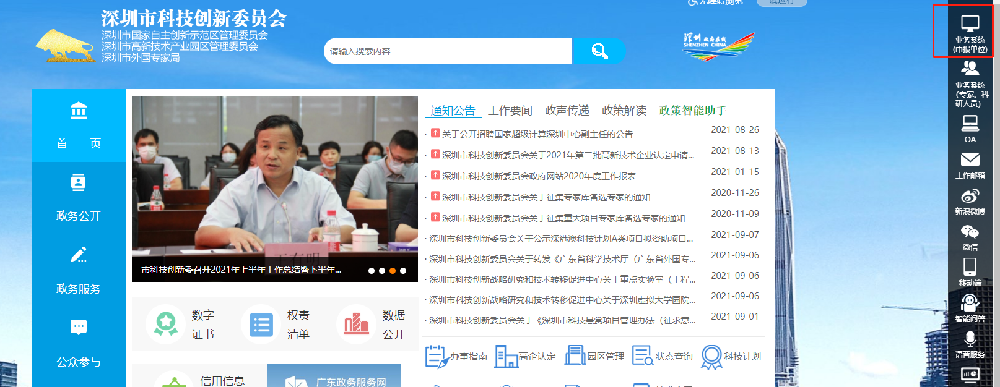 深圳市科技创新委员会
深圳市国家自主创新示范区管理委员会
深圳市高新技术产业园区管理委员会
深圳市外国专家局
请输入搜索内容
无障碍浏览
试运行
深圳 政府在线
SHENZHEN CHINA
首 页
政务公开
政务服务
公众参与
市科技创新委召开2021年上半年工作总结暨下半年...
数字
证书
权责
清单
数据
公开
信用信息
广东政务服务网
通知公告 工作要闻 政声传递 政策解读 政策智能助手
· 关于公开招聘国家超级计算深圳中心副主任的公告 2021-08-26
· 深圳市科技创新委员会关于2021年第二批高新技术企业认定申请... 2021-08-13
· 深圳市科技创新委员会政府网站2020年度工作报表 2021-01-15
· 深圳市科技创新委员会关于征集专家库备选专家的通知 2020-11-26
· 深圳市科技创新委员会关于征集重大项目专家库备选专家的通知 2020-11-09
· 深圳市科技创新委员会关于公示深港澳科技计划A类项目拟资助项目... 2021-09-07
· 深圳市科技创新委员会关于转发《广东省科学技术厅（广东省外国专... 2021-09-06
· 深圳市科技创新战略研究和技术转移促进中心关于重点实验室（工程... 2021-09-06
· 深圳市科技创新战略研究和技术转移促进中心关于深圳虚拟大学园院... 2021-09-06
· 深圳市科技创新委员会关于《深圳市科技悬赏项目管理办法（征求意... 2021-09-01
办事指南 高企认定 园区管理 状态查询 科技计划
业务系统
(申报单位)
业务系统
（专家、科
研人员）
OA
工作邮箱
新浪微博
微信
移动端
智能问答
语音服务